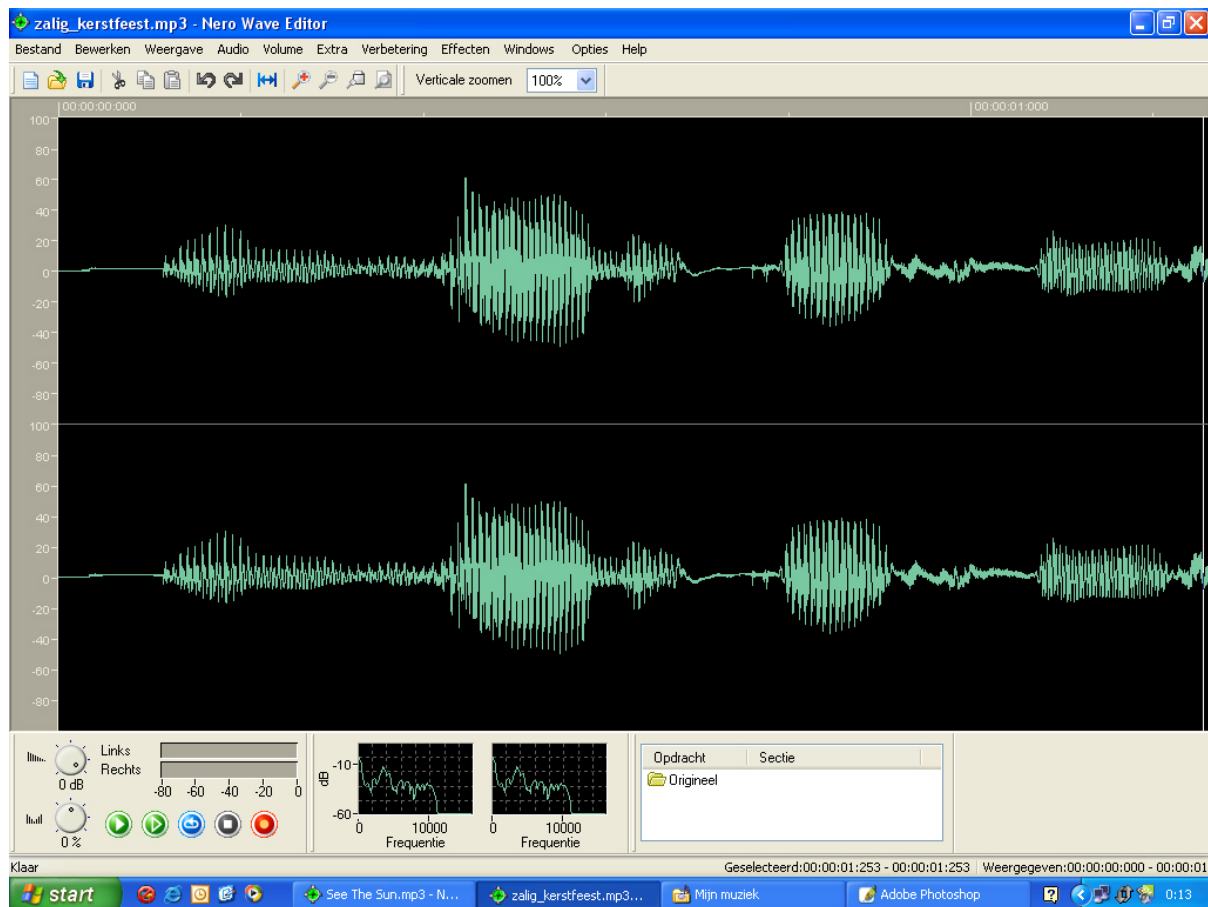 zalig_kerstfeest.mp3 - Nero Wave Editor
Bestand Bewerken Weergave Audio Volume Extra Verbetering Effecten Windows Opties Help
Verticale zoomen 100%
00:00:00:000 00:00:01:000
100
80
60
40
20
0
-20
-40
-60
-80
100
80
60
40
20
0
-20
-40
-60
-80
Links
Rechts
0 dB
-80 -60 -40 -20 0
0 %
dB
-10
-60
0 10000
Frequentie
0 10000
Frequentie
Opdracht Sectie
Origineel
Klaar
Geselecteerd:00:00:01:253 - 00:00:01:253 Weergegeven:00:00:00:000 - 00:00:01
start
See The Sun.mp3 - N...
zalig_kerstfeest.mp3...
Mijn muziek
Adobe Photoshop
0:13